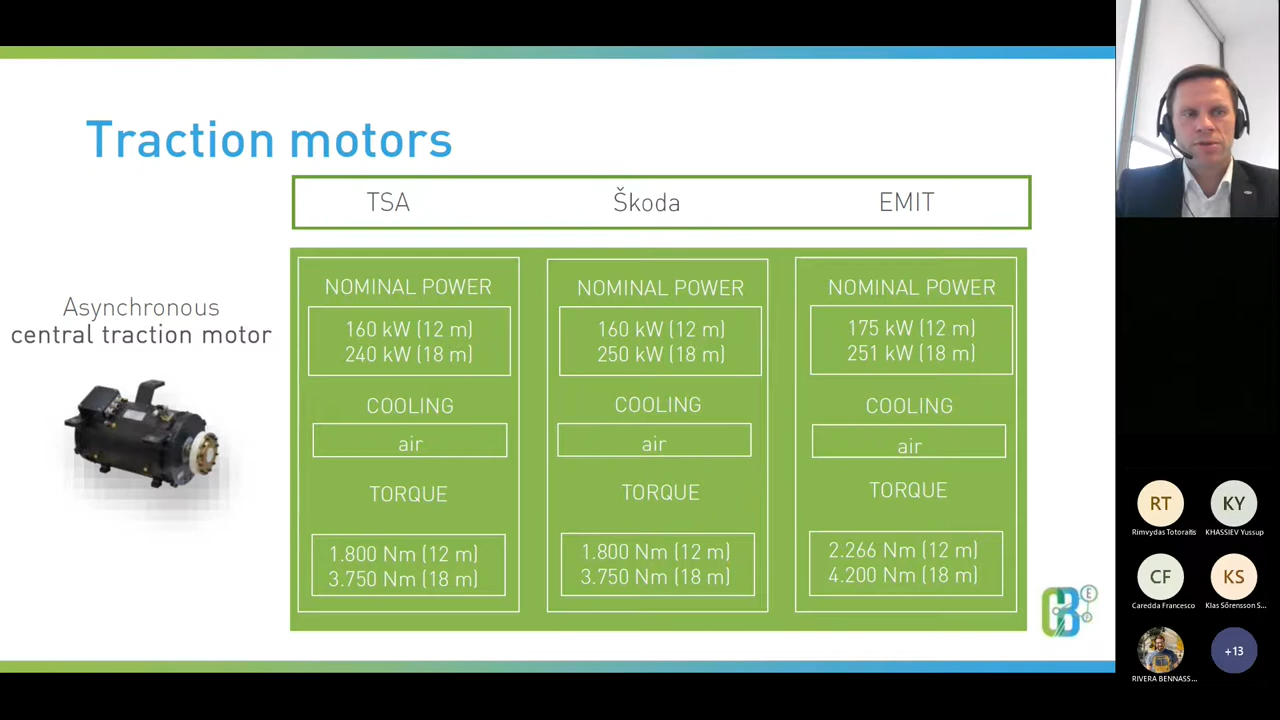 Traction motors
TSA
Škoda
EMIT
Asynchronous
central traction motor
NOMINAL POWER
160 kW (12 m)
240 kW (18 m)
COOLING
air
TORQUE
1.800 Nm (12 m)
3.750 Nm (18 m)
NOMINAL POWER
160 kW (12 m)
250 kW (18 m)
COOLING
air
TORQUE
1.800 Nm (12 m)
3.750 Nm (18 m)
NOMINAL POWER
175 kW (12 m)
251 kW (18 m)
COOLING
air
TORQUE
2.266 Nm (12 m)
4.200 Nm (18 m)
CB E
RT
KY
Rimvydas Totoraitis
KHASSIEV Yussup
CF
KS
Caredda Francesco
Klas Sörensson S...
+13
RIVERA BENNASS...